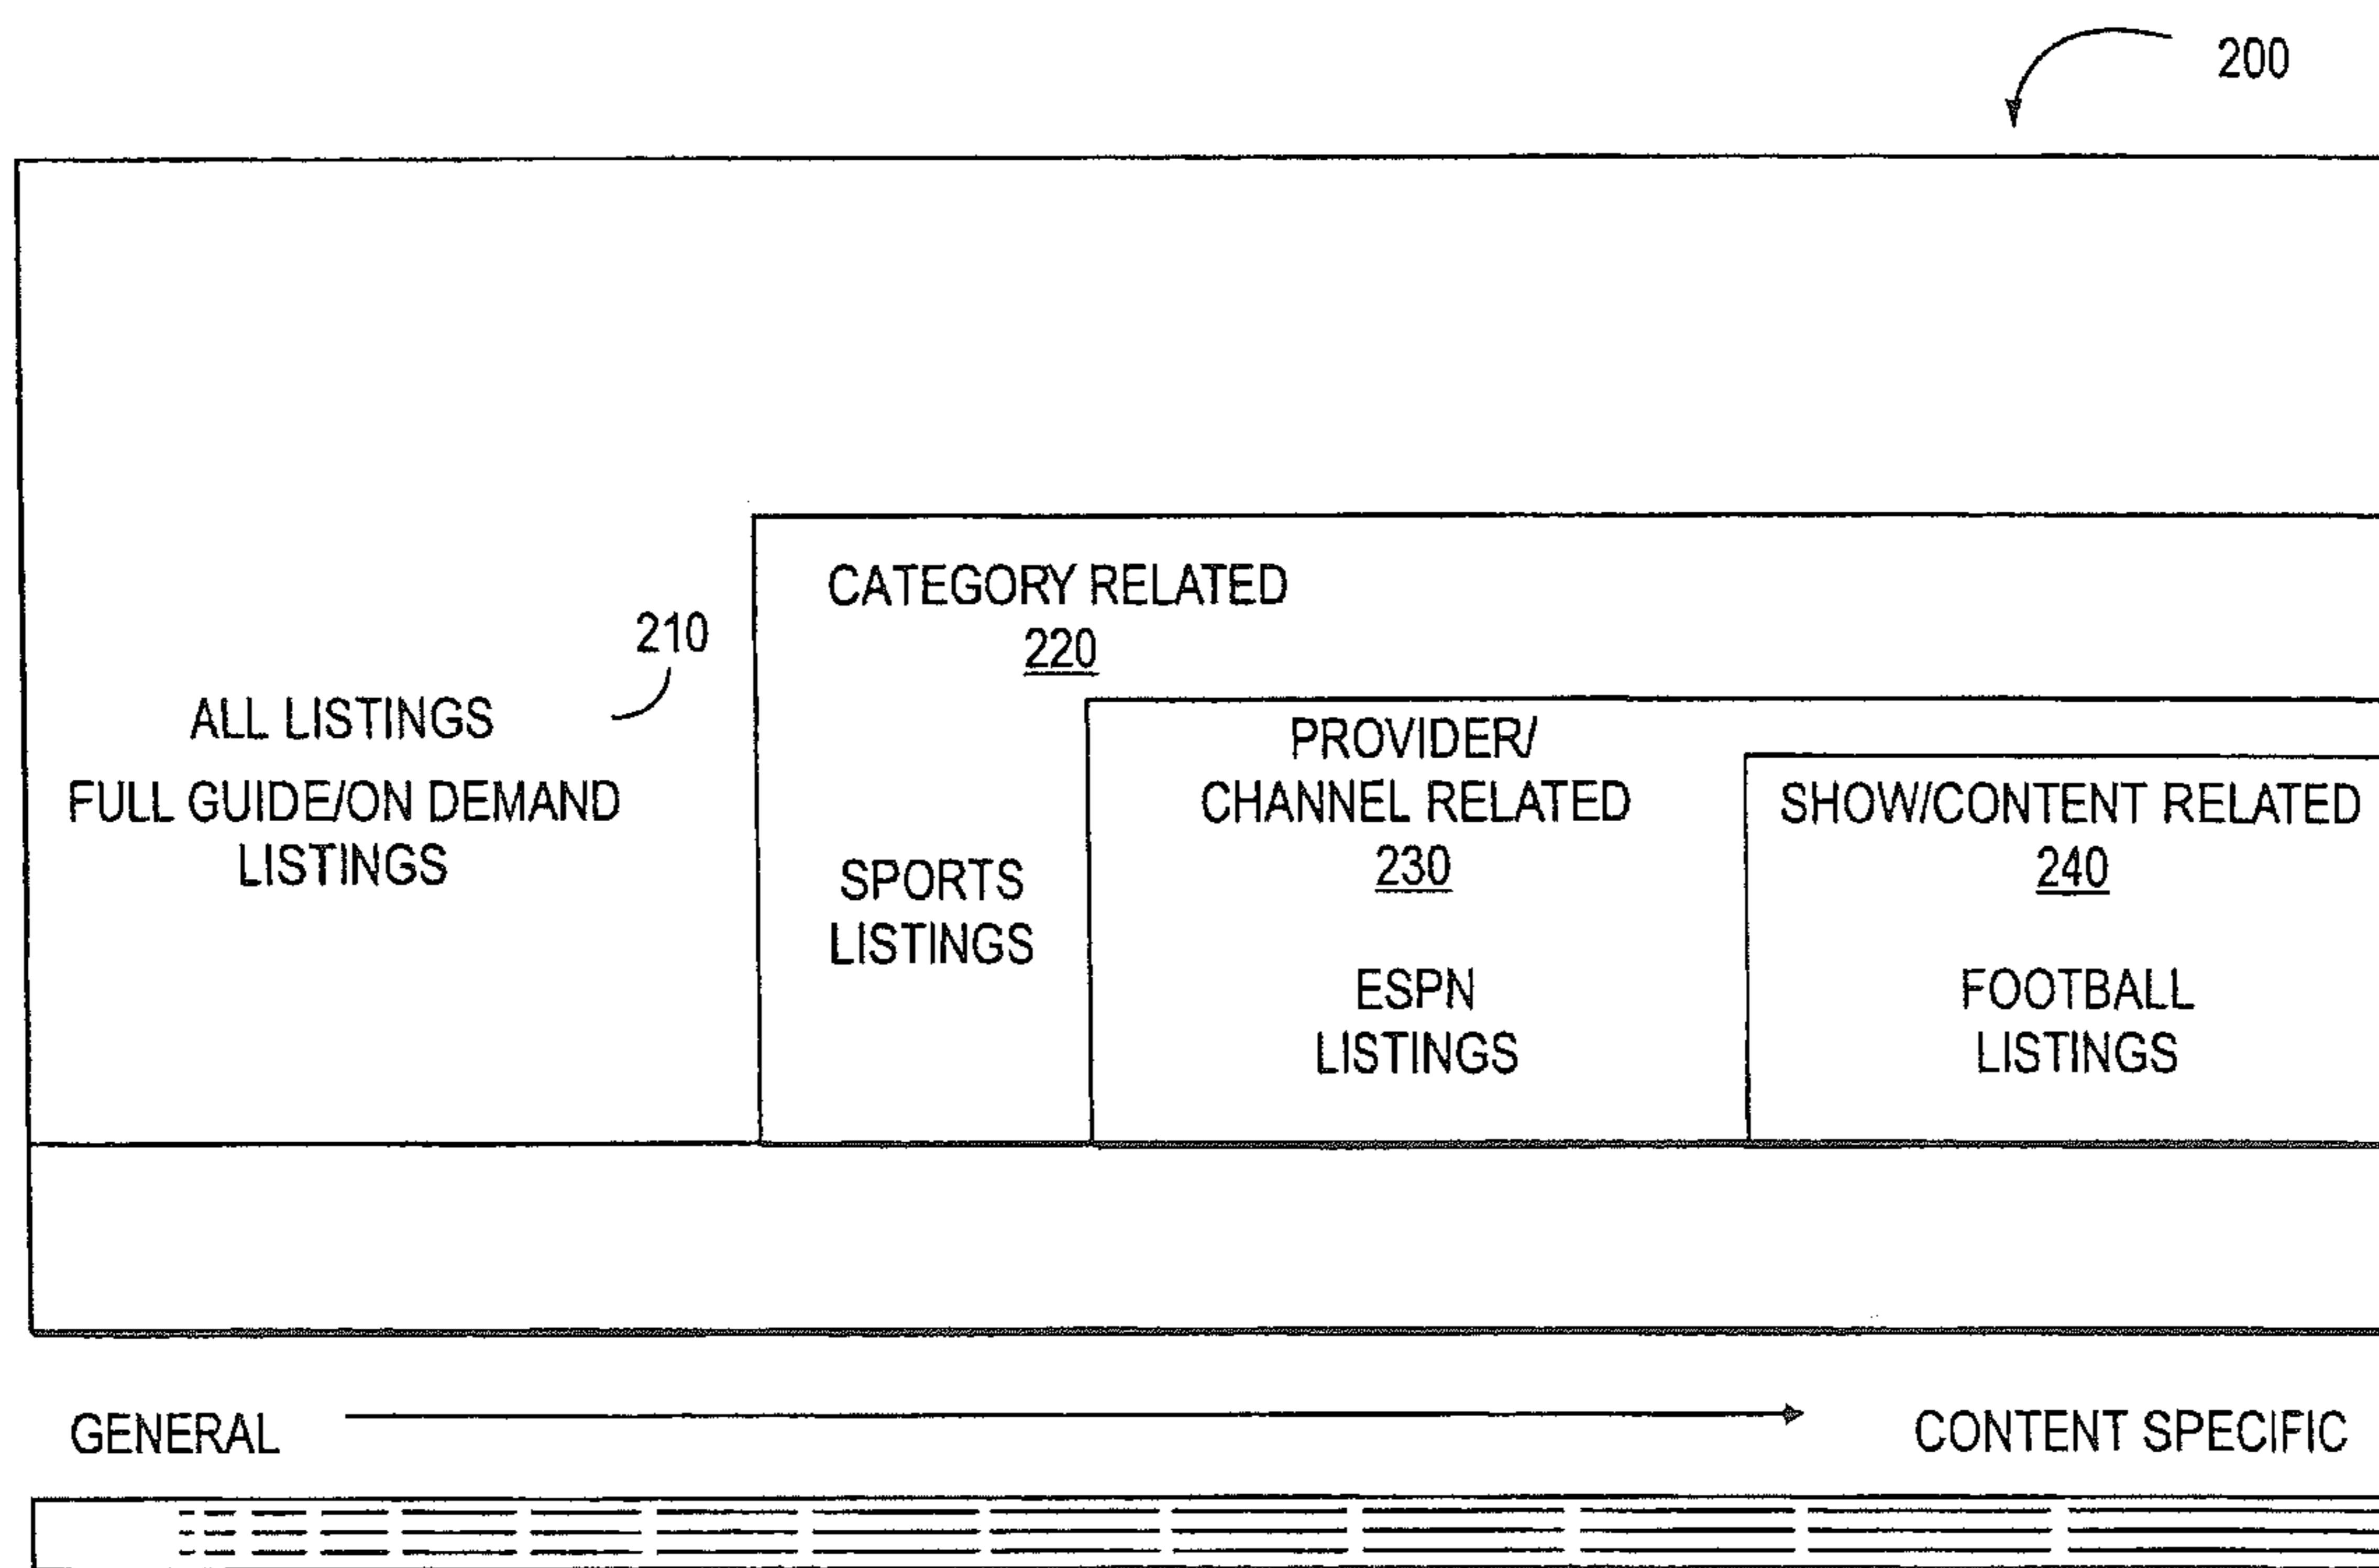 200
CATEGORY RELATED
220
210
ALL LISTINGS
FULL GUIDE/ON DEMAND
LISTINGS
SPORTS
LISTINGS
PROVIDER/
CHANNEL RELATED
230
ESPN
LISTINGS
SHOW/CONTENT RELATED
240
FOOTBALL
LISTINGS
GENERAL
CONTENT SPECIFIC